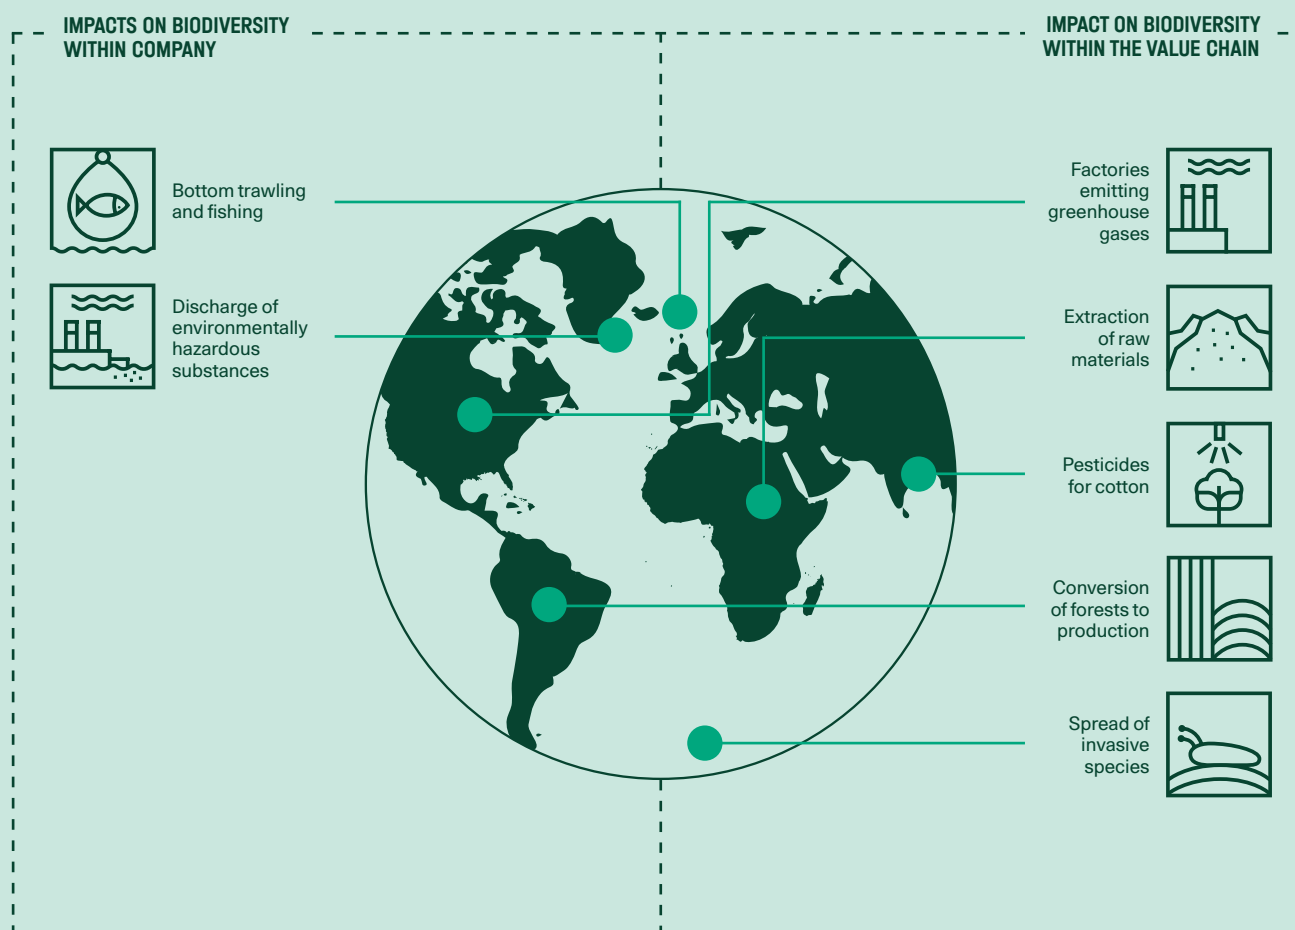 IMPACTS ON BIODIVERSITY
WITHIN COMPANY
IMPACT ON BIODIVERSITY
WITHIN THE VALUE CHAIN
Bottom trawling
and fishing
Discharge of
environmentally
hazardous
substances
Factories
emitting
greenhouse
gases
Extraction
of raw
materials
Pesticides
for cotton
Conversion
of forests to
production
Spread of
invasive
species